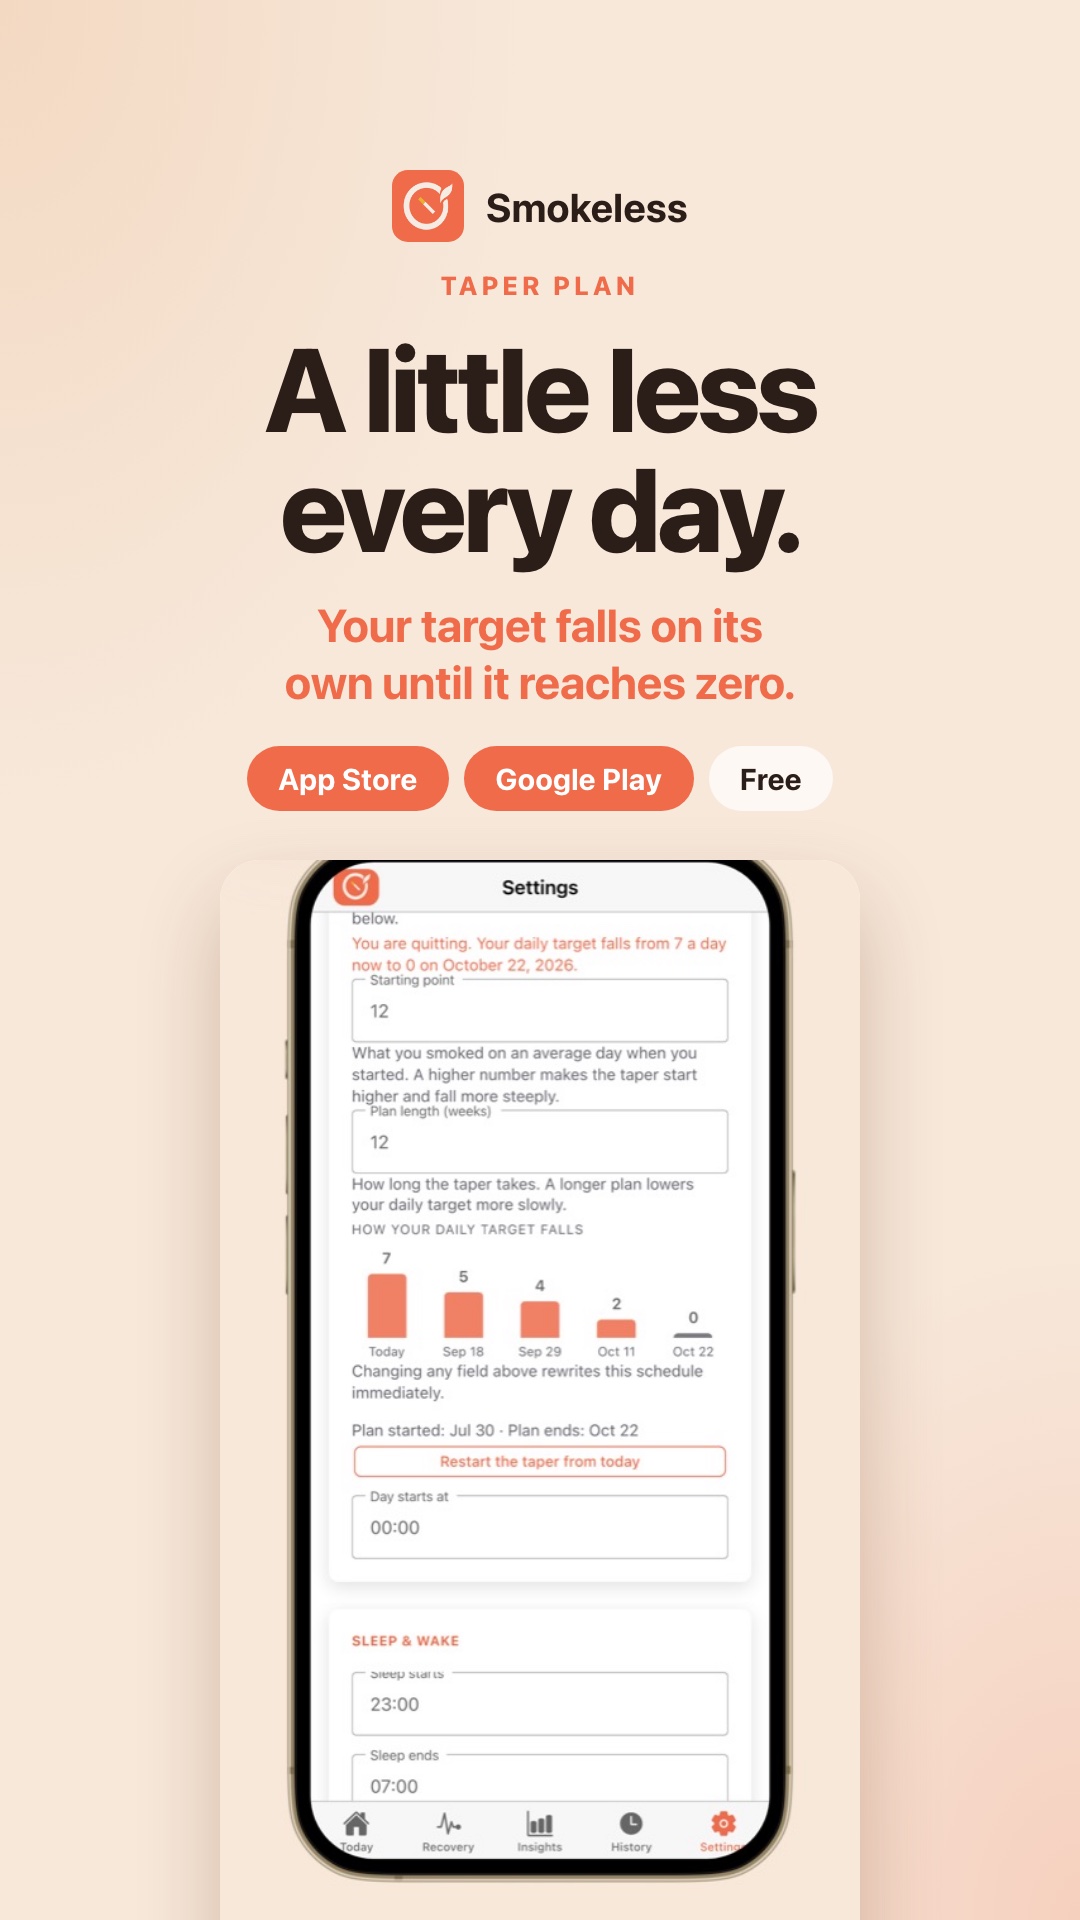 Smokeless
TAPER PLAN
A little less
every day.
Your target falls on its
own until it reaches zero.
App Store
Google Play
Free
Settings
below.
You are quitting. Your daily target falls from 7 a day
now to 0 on October 22, 2026.
Starting point
12
What you smoked on an average day when you
started. A higher number makes the taper start
higher and fall more steeply.
Plan length (weeks)
12
How long the taper takes. A longer plan lowers
your daily target more slowly.
HOW YOUR DAILY TARGET FALLS
7 5 4 2 0
Today Sep 18 Sep 29 Oct 11 Oct 22
Changing any field above rewrites this schedule
immediately.
Plan started: Jul 30 · Plan ends: Oct 22
Restart the taper from today
Day starts at
00:00
SLEEP & WAKE
Sleep starts
23:00
Sleep ends
07:00
Today Recovery Insights History Settings